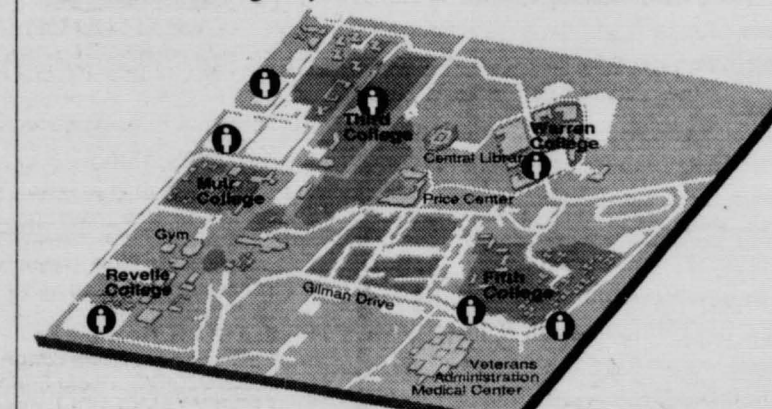 Third
College
Warren
College
Central Library
Muir
College
Price Center
Gym
Revelle
College
Fifth
College
Gilman Drive
Veterans
Administration
Medical Center